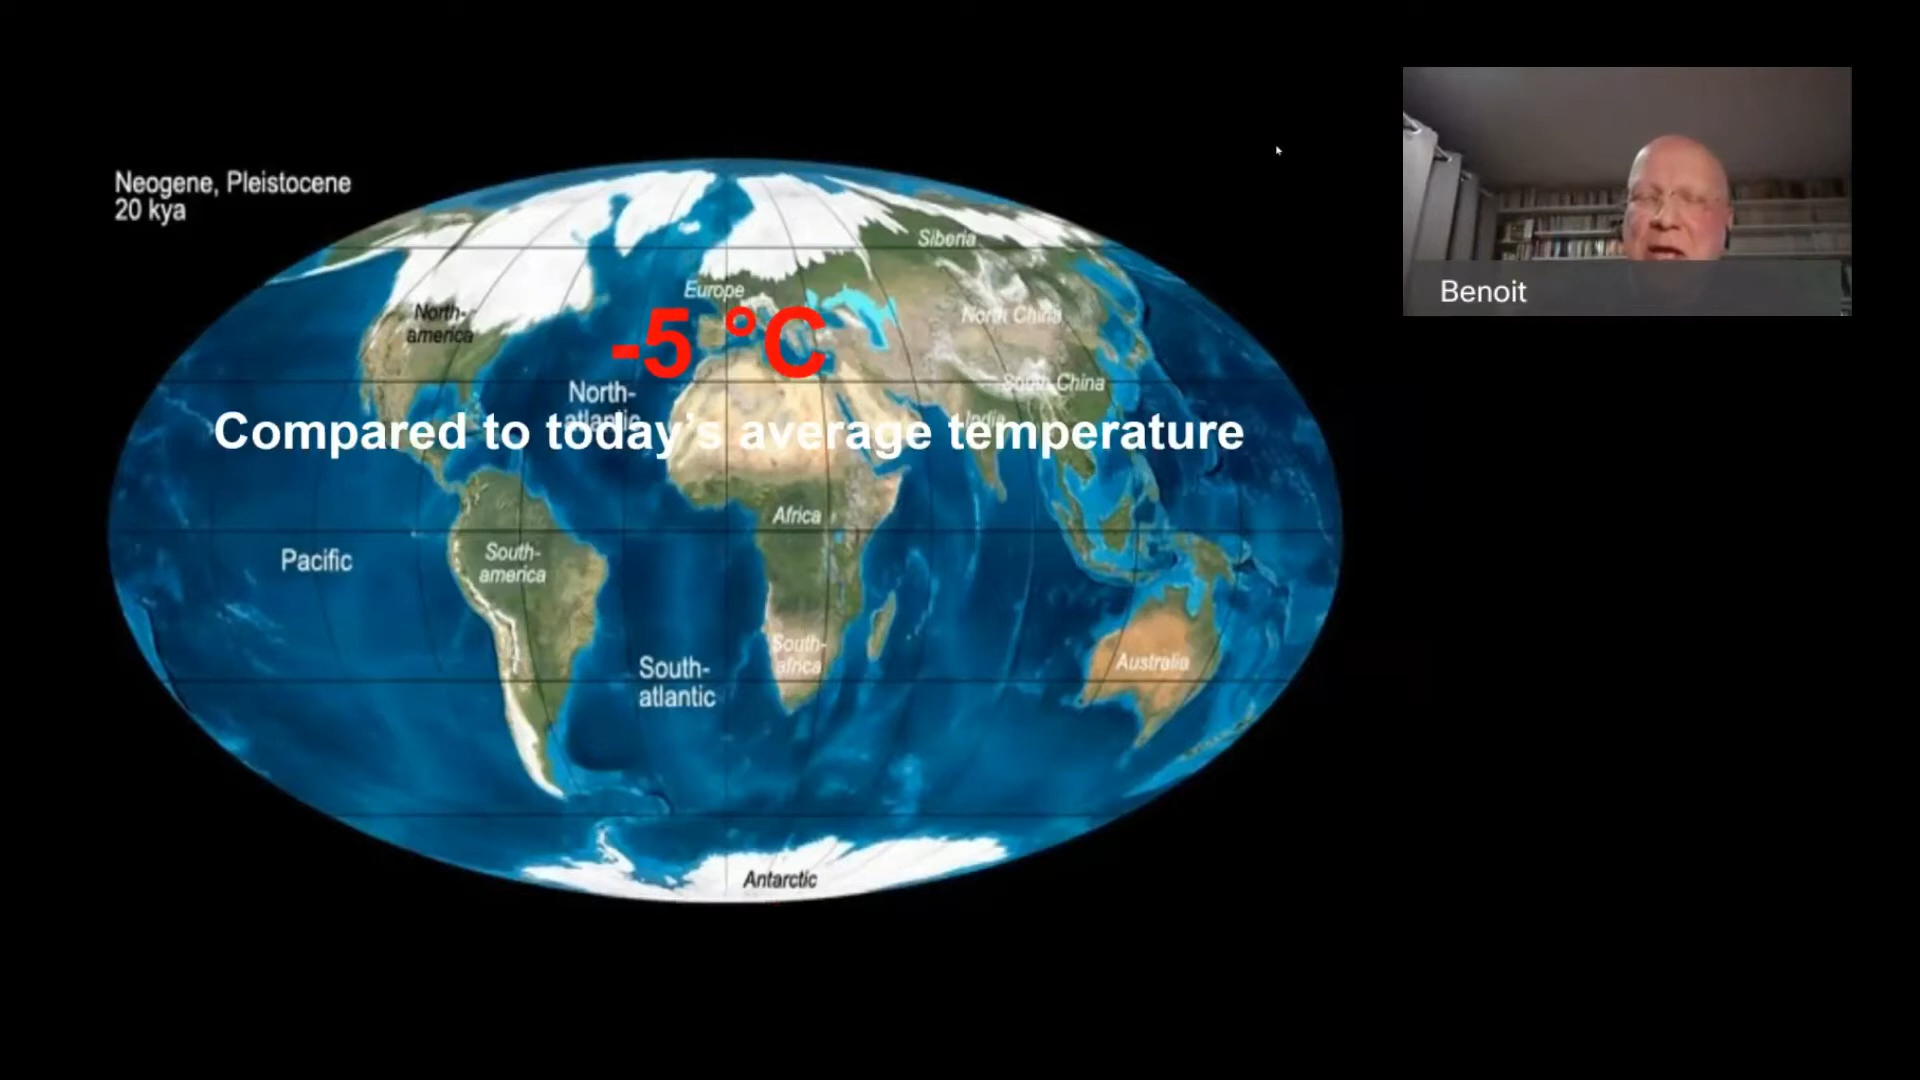 Neogene, Pleistocene
20 kya
Benoit
Siberia
Europe
North-
america
North China
-5 °C
South China
North-
atlantic
India
Compared to today's average temperature
Africa
Pacific
South-
america
South-
africa
Australia
South-
atlantic
Antarctic